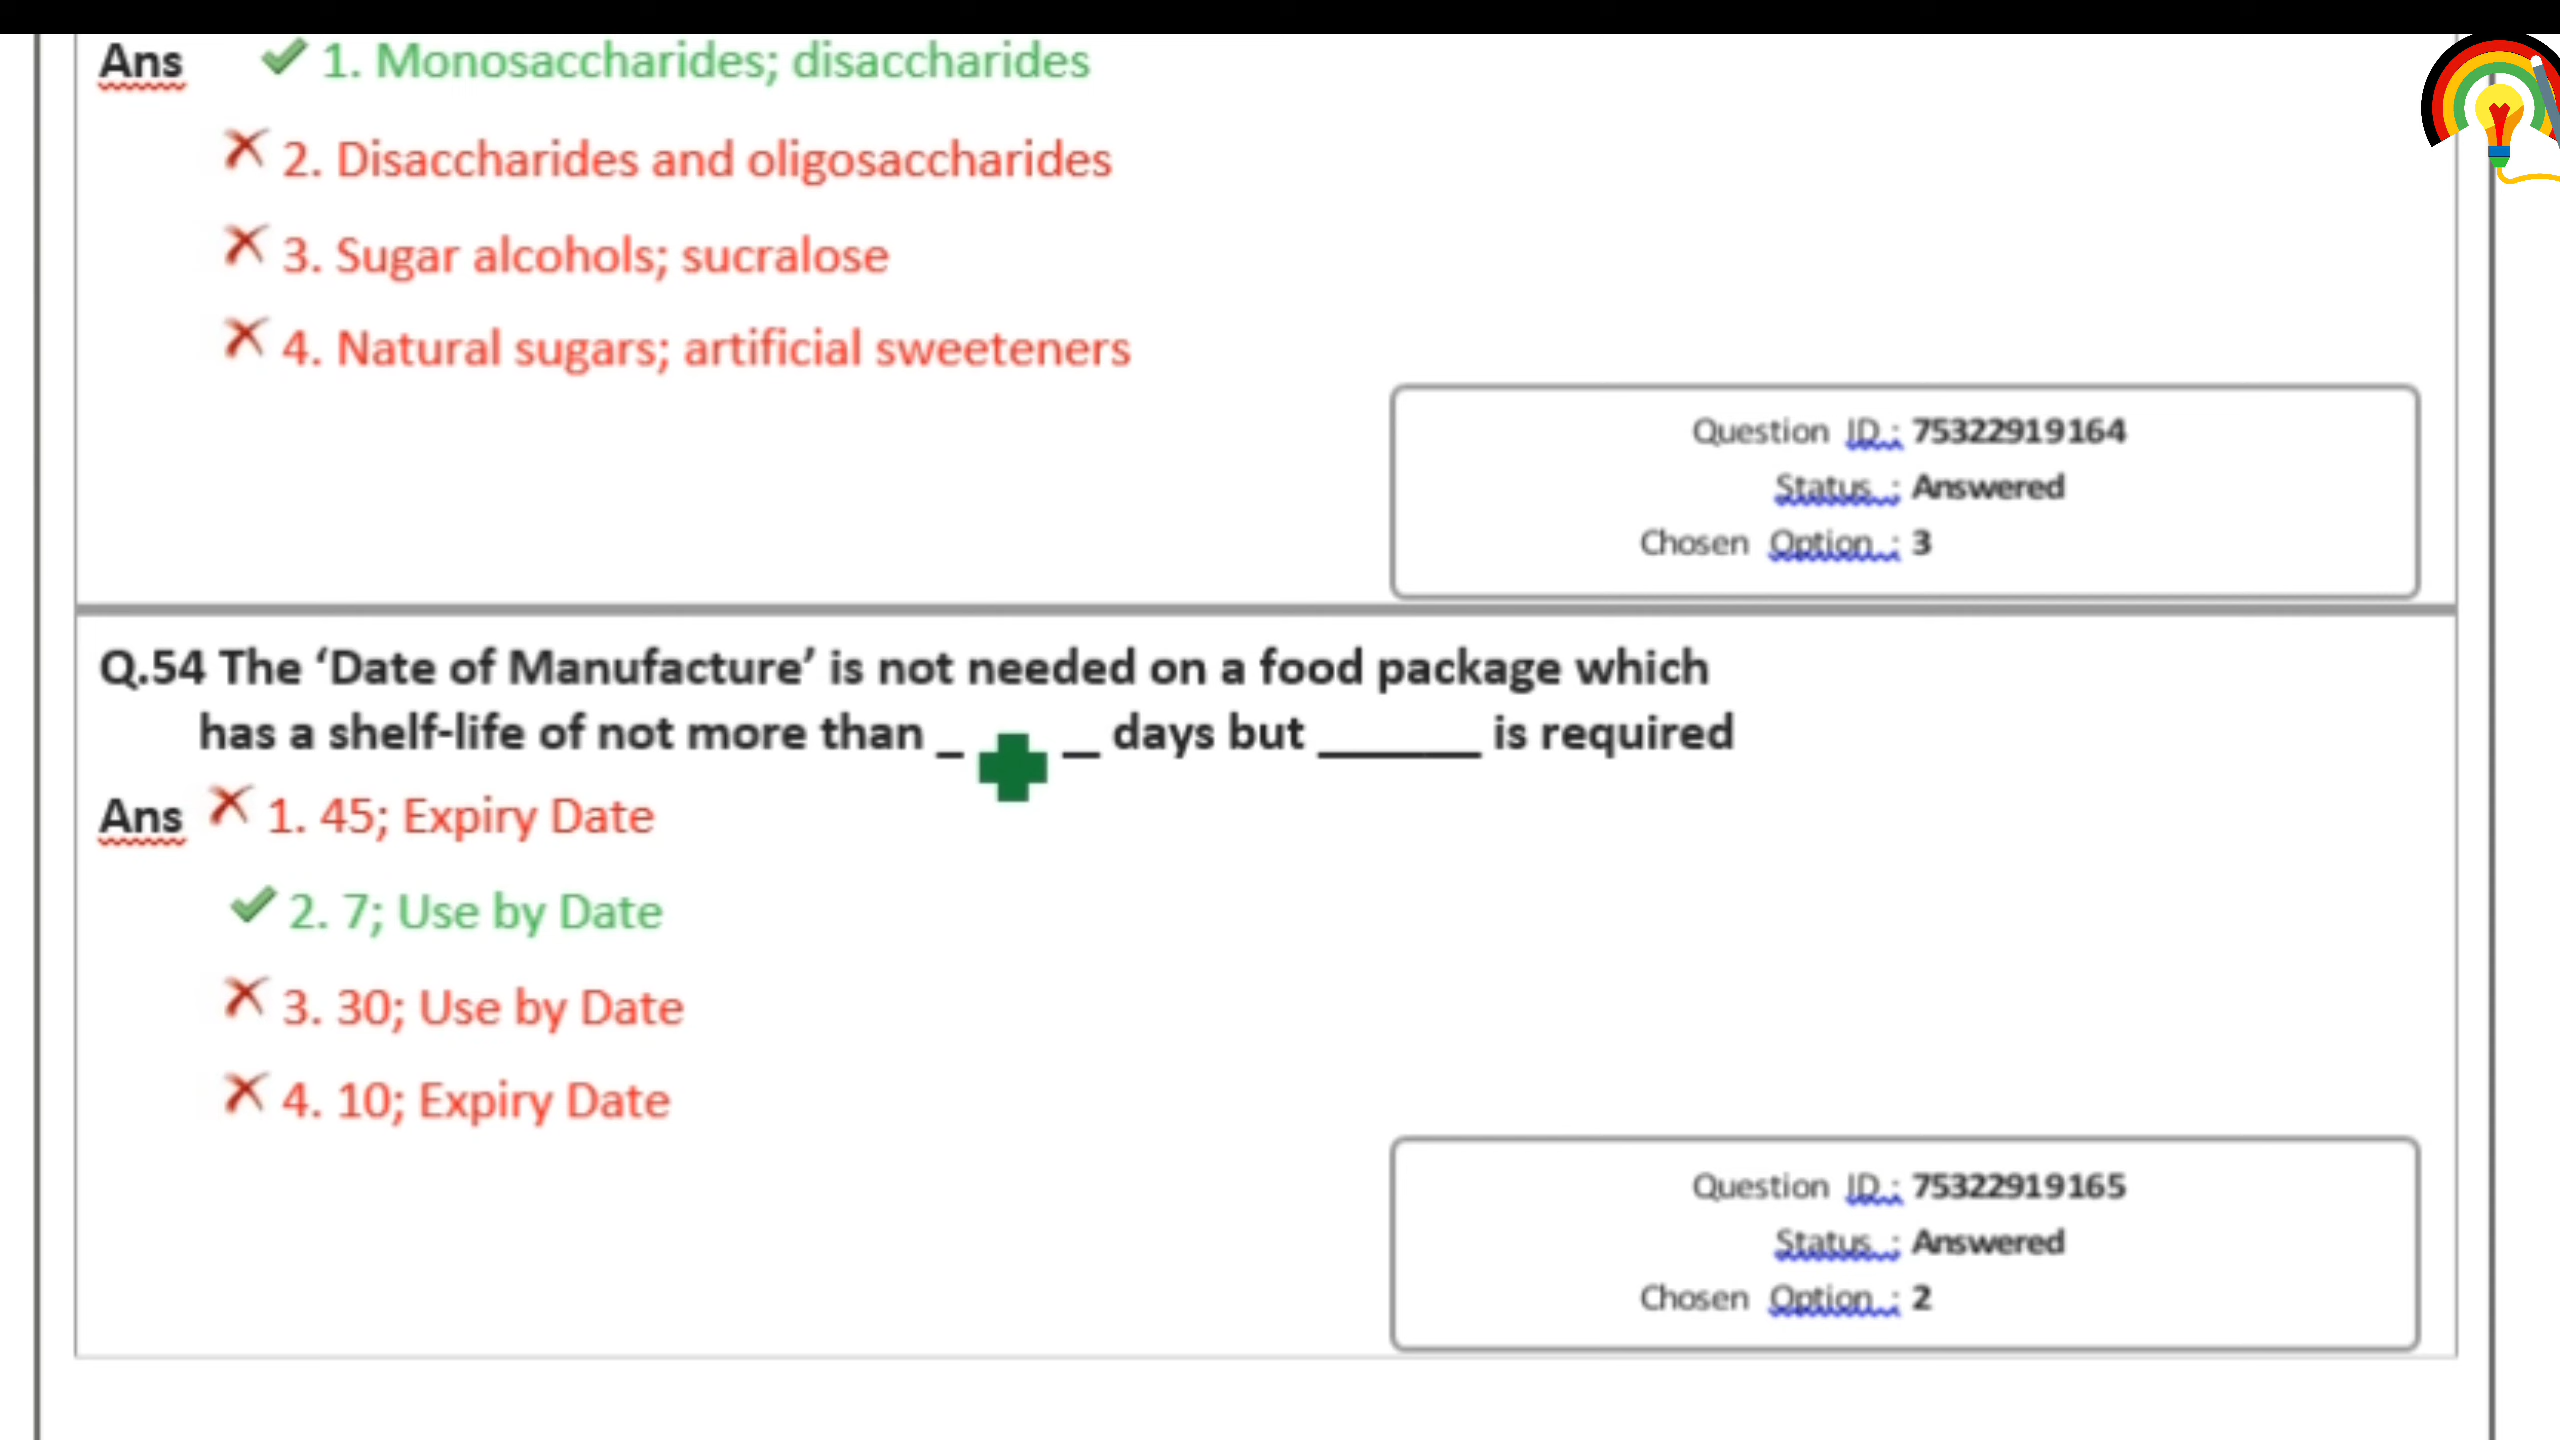 Ans 1. Monosaccharides; disaccharides
2. Disaccharides and oligosaccharides
3. Sugar alcohols; sucralose
4. Natural sugars; artificial sweeteners
Question ID : 75322919164
Status : Answered
Chosen Option : 3
Q.54 The ‘Date of Manufacture’ is not needed on a food package which
has a shelf-life of not more than _ _ days but ______ is required
Ans 1. 45; Expiry Date
2. 7; Use by Date
3. 30; Use by Date
4. 10; Expiry Date
Question ID : 75322919165
Status : Answered
Chosen Option : 2